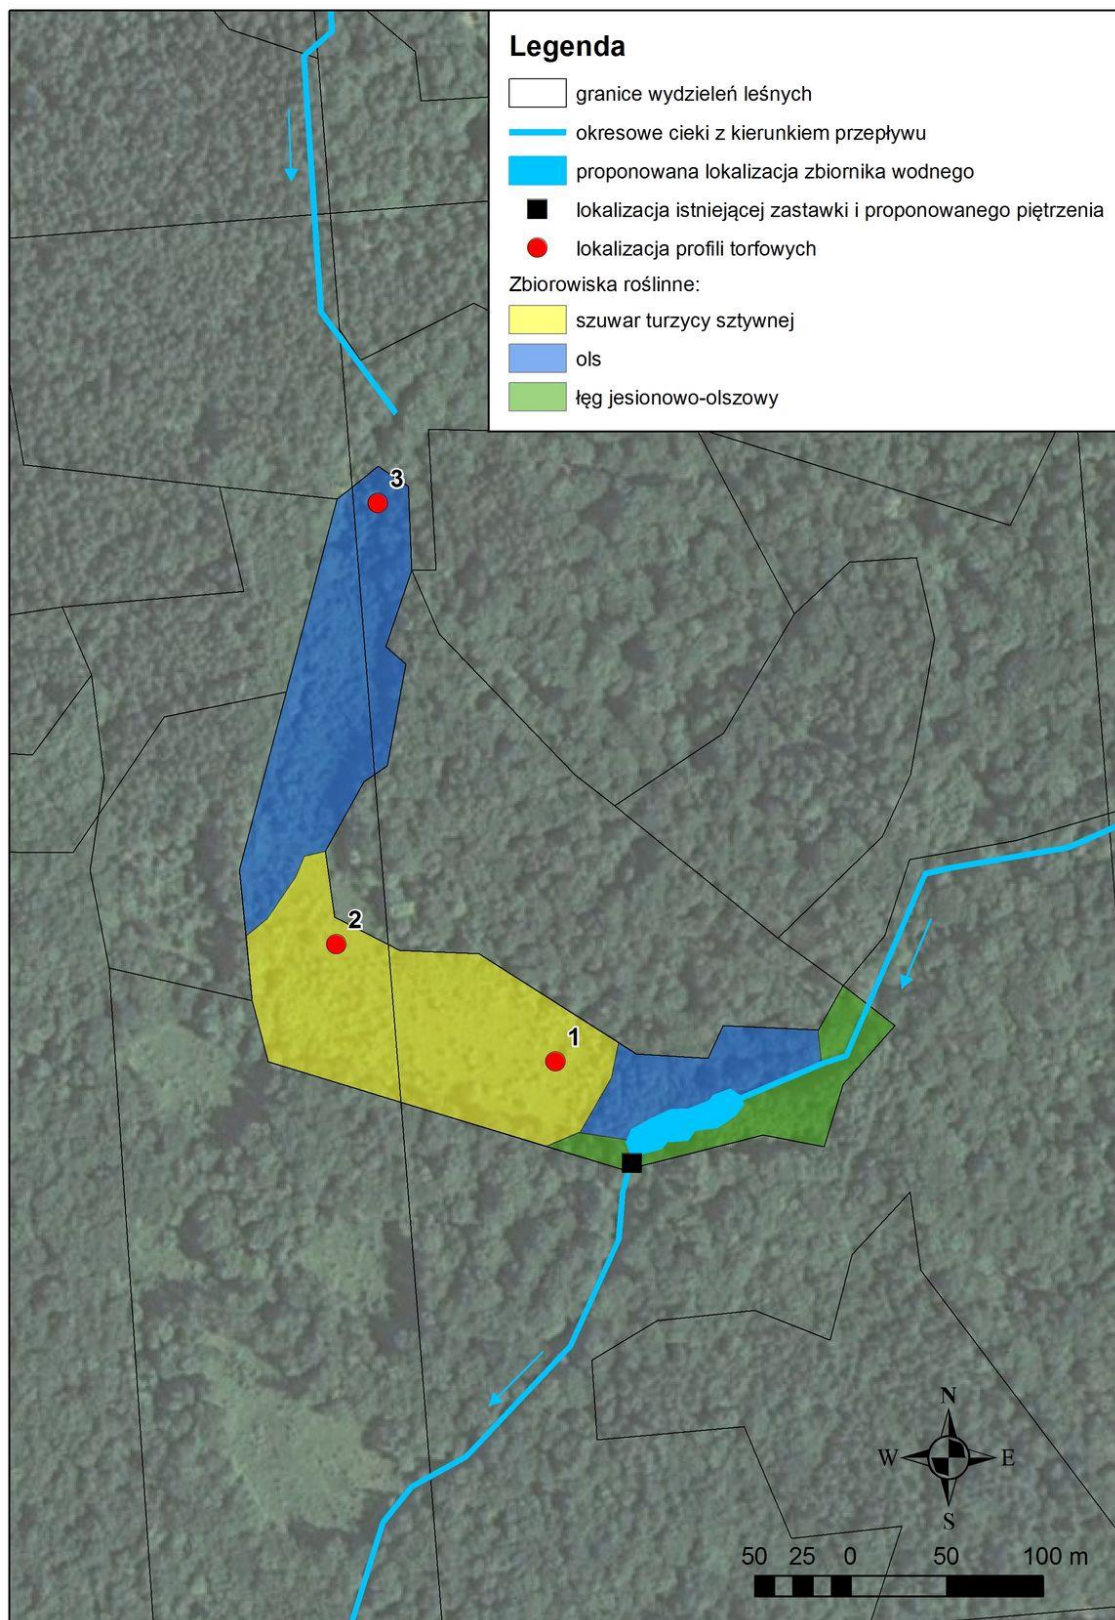 Legenda
granice wydzieleń leśnych
okresowe cieki z kierunkiem przepływu
proponowana lokalizacja zbiornika wodnego
lokalizacja istniejącej zastawki i proponowanego piętrzenia
lokalizacja profili torfowych
Zbiorowiska roślinne:
szuwar turzycy sztywnej
ols
łęg jesionowo-olszowy
3
2
1
N
W E
S
50 25 0 50 100 m